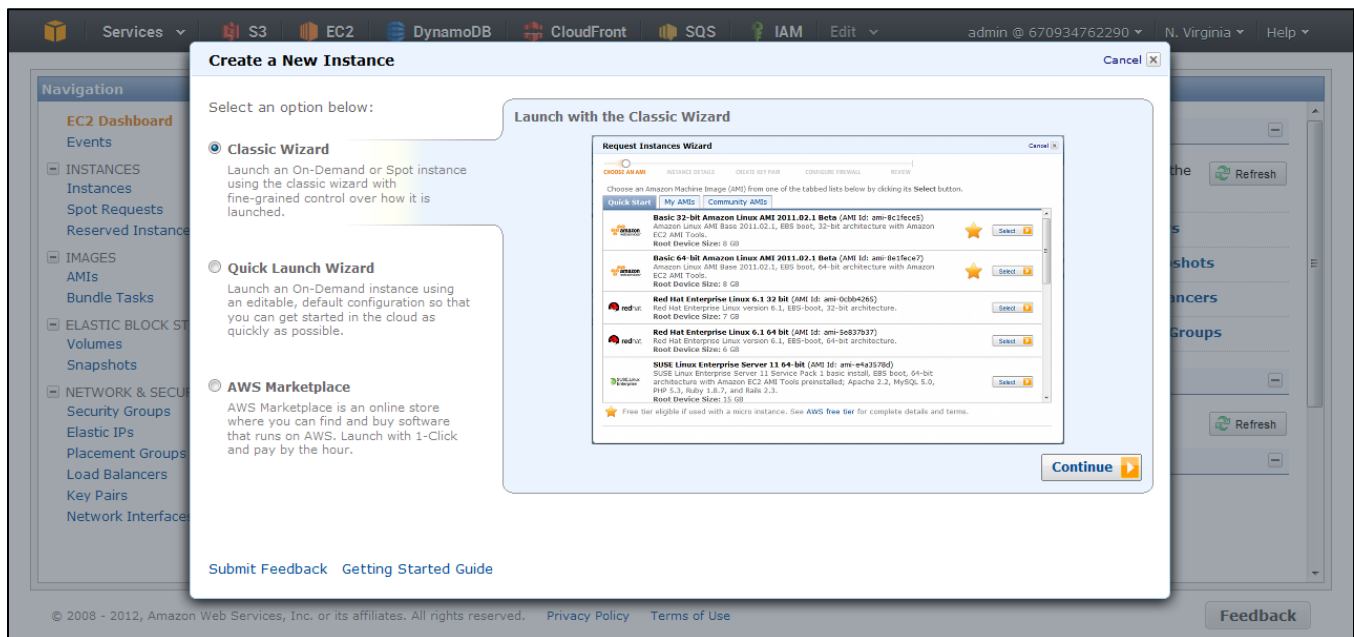 Services S3 EC2 DynamoDB CloudFront SQS IAM Edit admin @ 670934762290 N. Virginia Help
Create a New Instance
Cancel
Navigation
EC2 Dashboard
Events
INSTANCES
Instances
Spot Requests
Reserved Instance
IMAGES
AMIs
Bundle Tasks
ELASTIC BLOCK ST
Volumes
Snapshots
NETWORK & SECU
Security Groups
Elastic IPs
Placement Groups
Load Balancers
Key Pairs
Network Interfaces
Select an option below:
Classic Wizard
Launch an On-Demand or Spot instance
using the classic wizard with
fine-grained control over how it is
launched.
Quick Launch Wizard
Launch an On-Demand instance using
an editable, default configuration so that
you can get started in the cloud as
quickly as possible.
AWS Marketplace
AWS Marketplace is an online store
where you can find and buy software
that runs on AWS. Launch with 1-Click
and pay by the hour.
Submit Feedback Getting Started Guide
Launch with the Classic Wizard
Request Instances Wizard
Cancel
CHOOSE AN AMI INSTANCE DETAILS CREATE KEY PAIR CONFIGURE FIREWALL REVIEW
Choose an Amazon Machine Image (AMI) from one of the tabbed lists below by clicking its Select button.
Quick Start My AMIs Community AMIs
Basic 32-bit Amazon Linux AMI 2011.02.1 Beta (AMI Id: ami-8c1fece5)
Amazon Linux AMI Base 2011.02.1, EBS boot, 32-bit architecture with Amazon
EC2 AMI Tools.
Root Device Size: 8 GB
amazon
Select
Basic 64-bit Amazon Linux AMI 2011.02.1 Beta (AMI Id: ami-8e1fece7)
Amazon Linux AMI Base 2011.02.1, EBS boot, 64-bit architecture with Amazon
EC2 AMI Tools.
Root Device Size: 8 GB
amazon
Select
Red Hat Enterprise Linux 6.1 32 bit (AMI Id: ami-0cbb4265)
Red Hat Enterprise Linux version 6.1, EBS-boot, 32-bit architecture.
Root Device Size: 7 GB
redhat
Select
Red Hat Enterprise Linux 6.1 64 bit (AMI Id: ami-5e837b37)
Red Hat Enterprise Linux version 6.1, EBS-boot, 64-bit architecture.
Root Device Size: 6 GB
redhat
Select
SUSE Linux Enterprise Server 11 64-bit (AMI Id: ami-e4a3578d)
SUSE Linux Enterprise Server 11 Service Pack 1 basic install, EBS boot, 64-bit
architecture with Amazon EC2 AMI Tools preinstalled; Apache 2.2, MySQL 5.0,
PHP 5.3, Ruby 1.8.7, and Rails 2.3.
Root Device Size: 15 GB
SUSE Linux
Enterprise
Select
Free tier eligible if used with a micro instance. See AWS free tier for complete details and terms.
Continue
the
Refresh
s
shots
ancers
Groups
Refresh
© 2008 - 2012, Amazon Web Services, Inc. or its affiliates. All rights reserved. Privacy Policy Terms of Use
Feedback